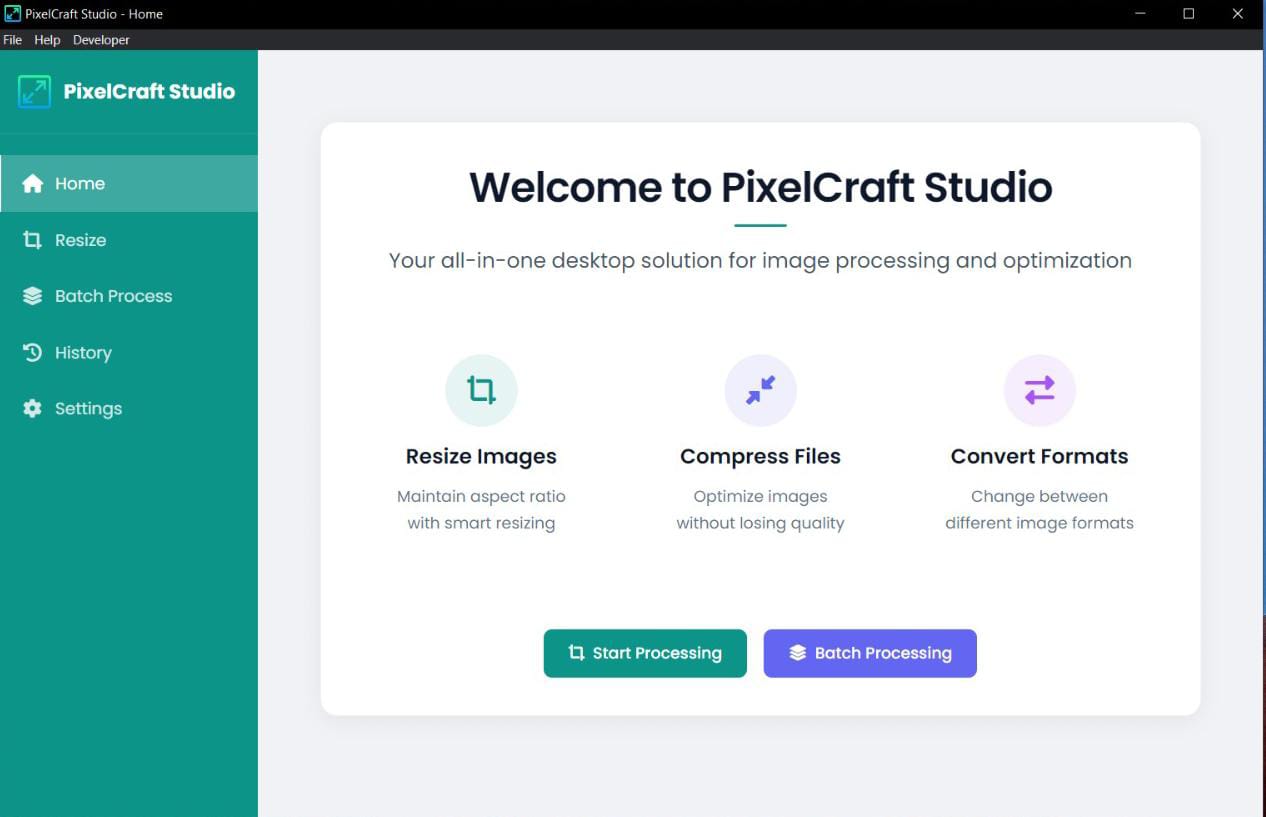 PixelCraft Studio - Home
File Help Developer
PixelCraft Studio
Home
Resize
Batch Process
History
Settings
Welcome to PixelCraft Studio
Your all-in-one desktop solution for image processing and optimization
Resize Images
Maintain aspect ratio
with smart resizing
Compress Files
Optimize images
without losing quality
Convert Formats
Change between
different image formats
Start Processing
Batch Processing